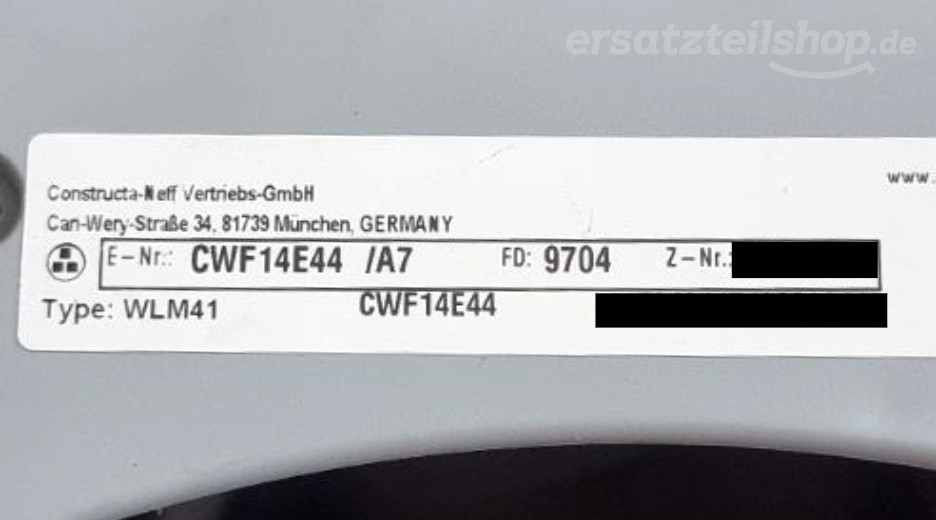 ersatzteilshop.de
www.
Constructa-Neff Vertriebs-GmbH
Carl-Wery-Straße 34, 81739 München, GERMANY
E-Nr.: CWF14E44 /A7 FD: 9704 Z-Nr.:
Type: WLM41 CWF14E44